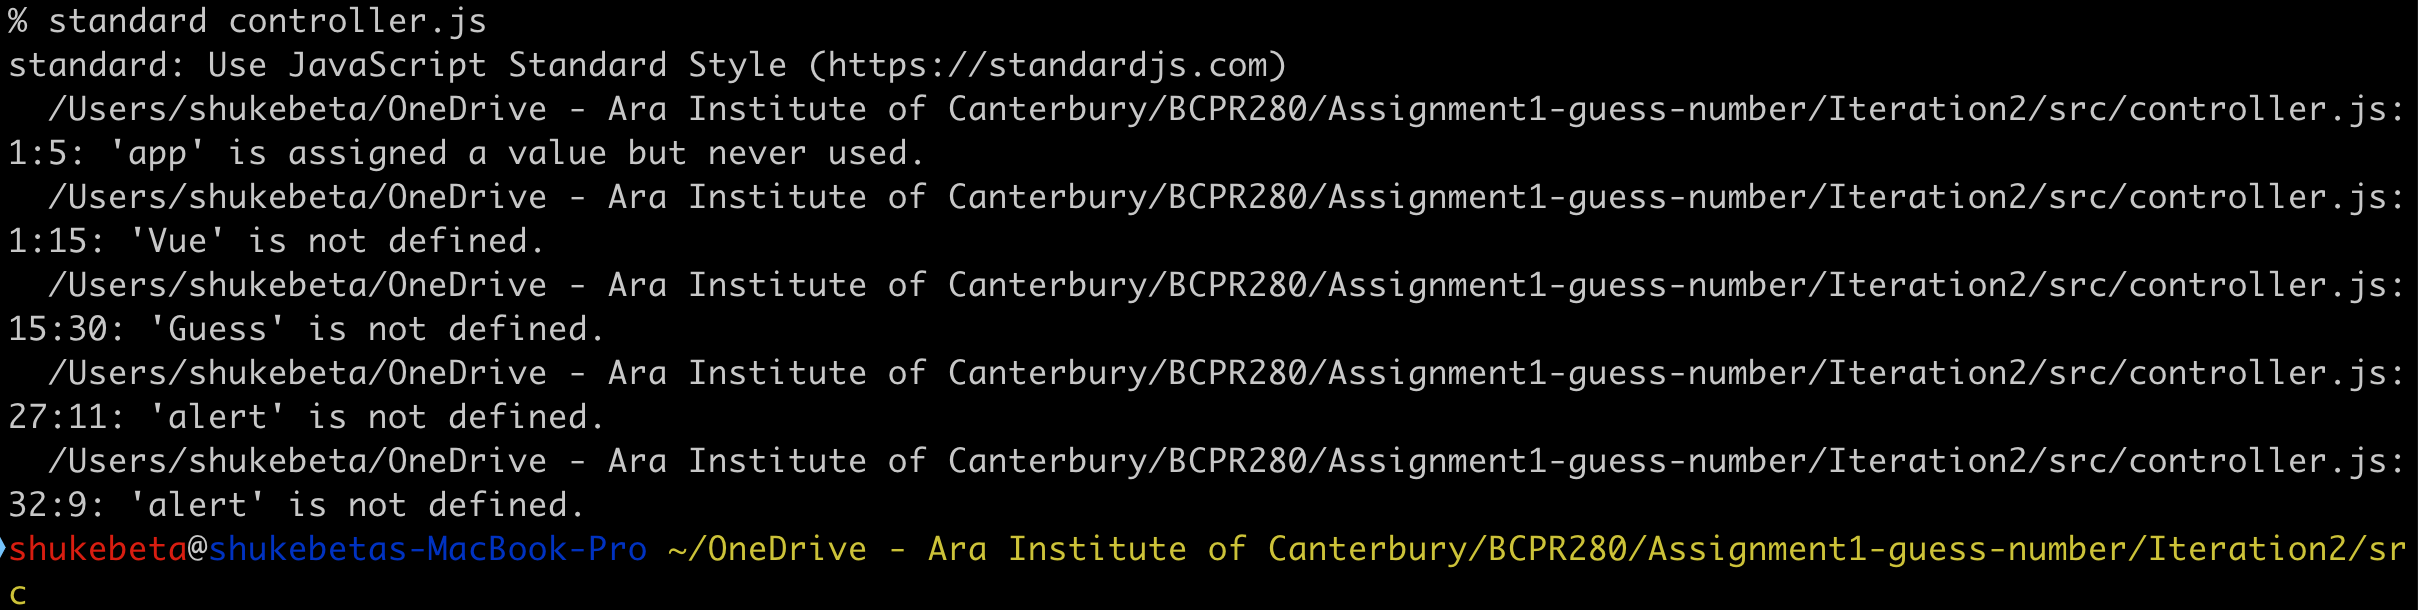 % standard controller.js
standard: Use JavaScript Standard Style (https://standardjs.com)
  /Users/shukebeta/OneDrive - Ara Institute of Canterbury/BCPR280/Assignment1-guess-number/Iteration2/src/controller.js:
1:5: 'app' is assigned a value but never used.
  /Users/shukebeta/OneDrive - Ara Institute of Canterbury/BCPR280/Assignment1-guess-number/Iteration2/src/controller.js:
1:15: 'Vue' is not defined.
  /Users/shukebeta/OneDrive - Ara Institute of Canterbury/BCPR280/Assignment1-guess-number/Iteration2/src/controller.js:
15:30: 'Guess' is not defined.
  /Users/shukebeta/OneDrive - Ara Institute of Canterbury/BCPR280/Assignment1-guess-number/Iteration2/src/controller.js:
27:11: 'alert' is not defined.
  /Users/shukebeta/OneDrive - Ara Institute of Canterbury/BCPR280/Assignment1-guess-number/Iteration2/src/controller.js:
32:9: 'alert' is not defined.
shukebeta@shukebetas-MacBook-Pro ~/OneDrive - Ara Institute of Canterbury/BCPR280/Assignment1-guess-number/Iteration2/sr
c